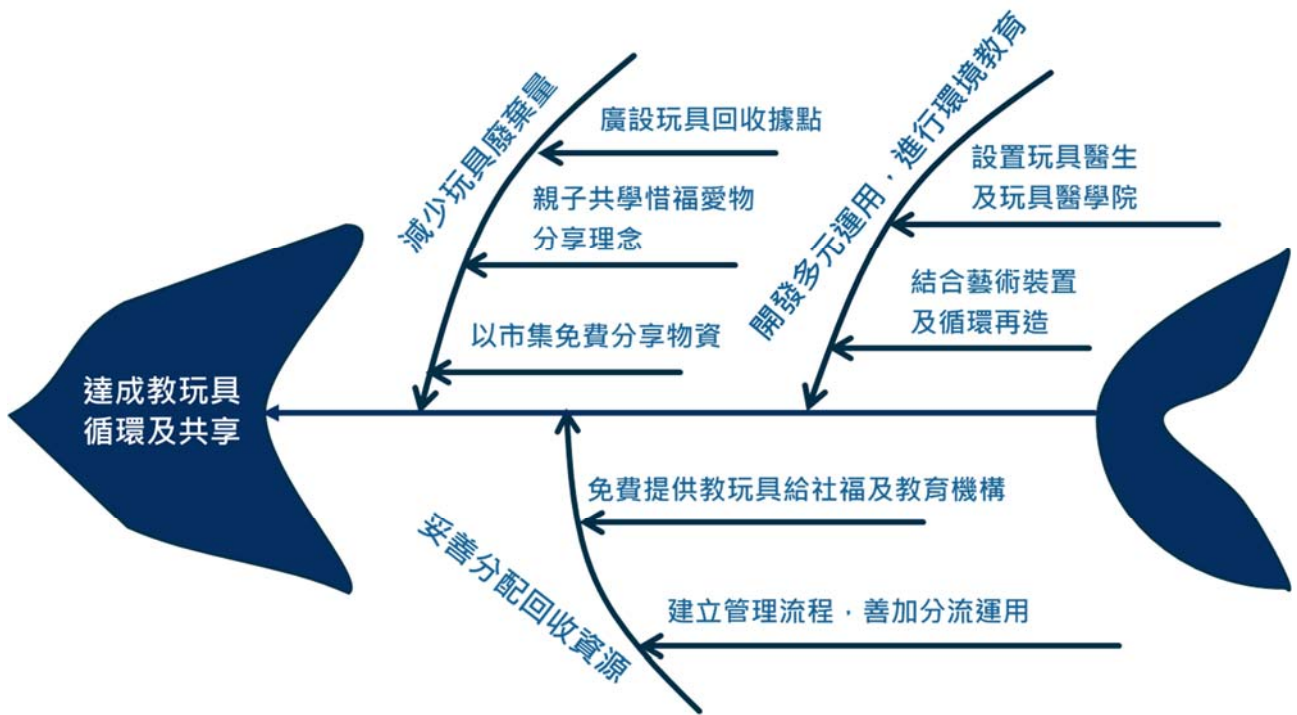 達成教玩具
循環及共享
減少玩具廢棄量
廣設玩具回收據點
親子共學惜福愛物
分享理念
以市集免費分享物資
開發多元運用，進行環境教育
設置玩具醫生
及玩具醫學院
結合藝術裝置
及循環再造
妥善分配回收資源
免費提供教玩具給社福及教育機構
建立管理流程，善加分流運用